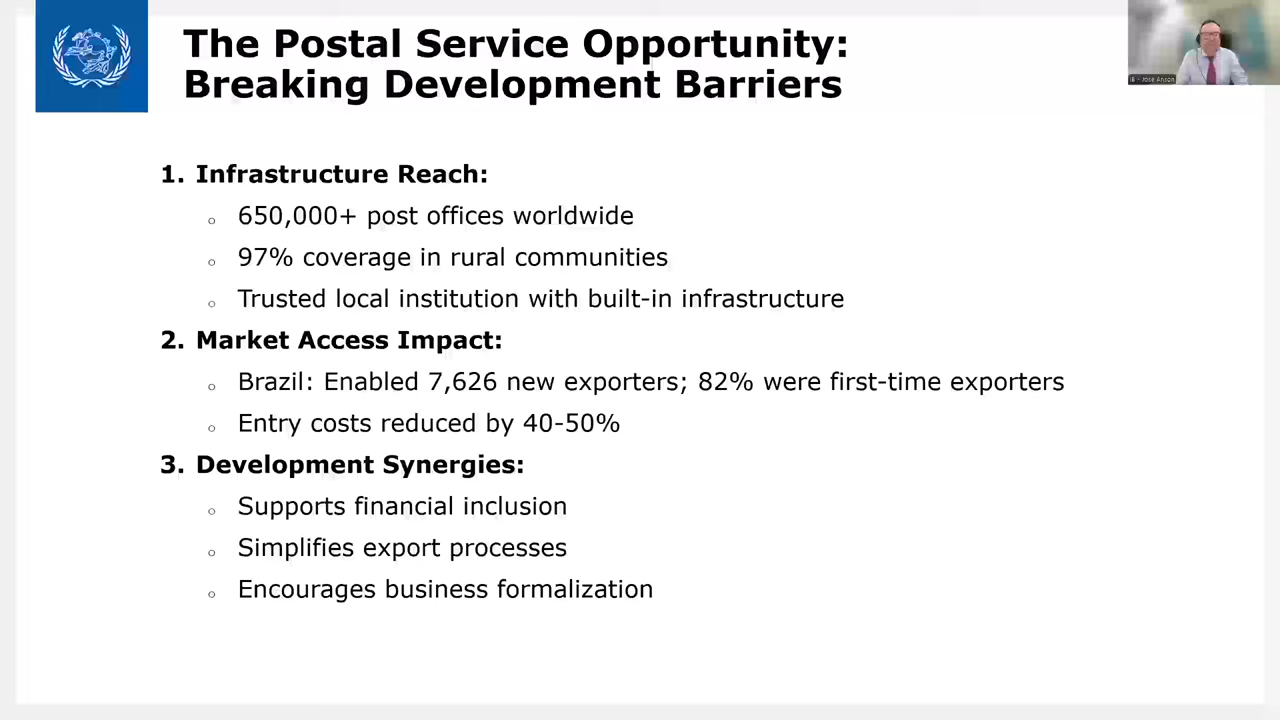 The Postal Service Opportunity:
Breaking Development Barriers
IB - José Anson
1. Infrastructure Reach:
○ 650,000+ post offices worldwide
○ 97% coverage in rural communities
○ Trusted local institution with built-in infrastructure
2. Market Access Impact:
○ Brazil: Enabled 7,626 new exporters; 82% were first-time exporters
○ Entry costs reduced by 40-50%
3. Development Synergies:
○ Supports financial inclusion
○ Simplifies export processes
○ Encourages business formalization